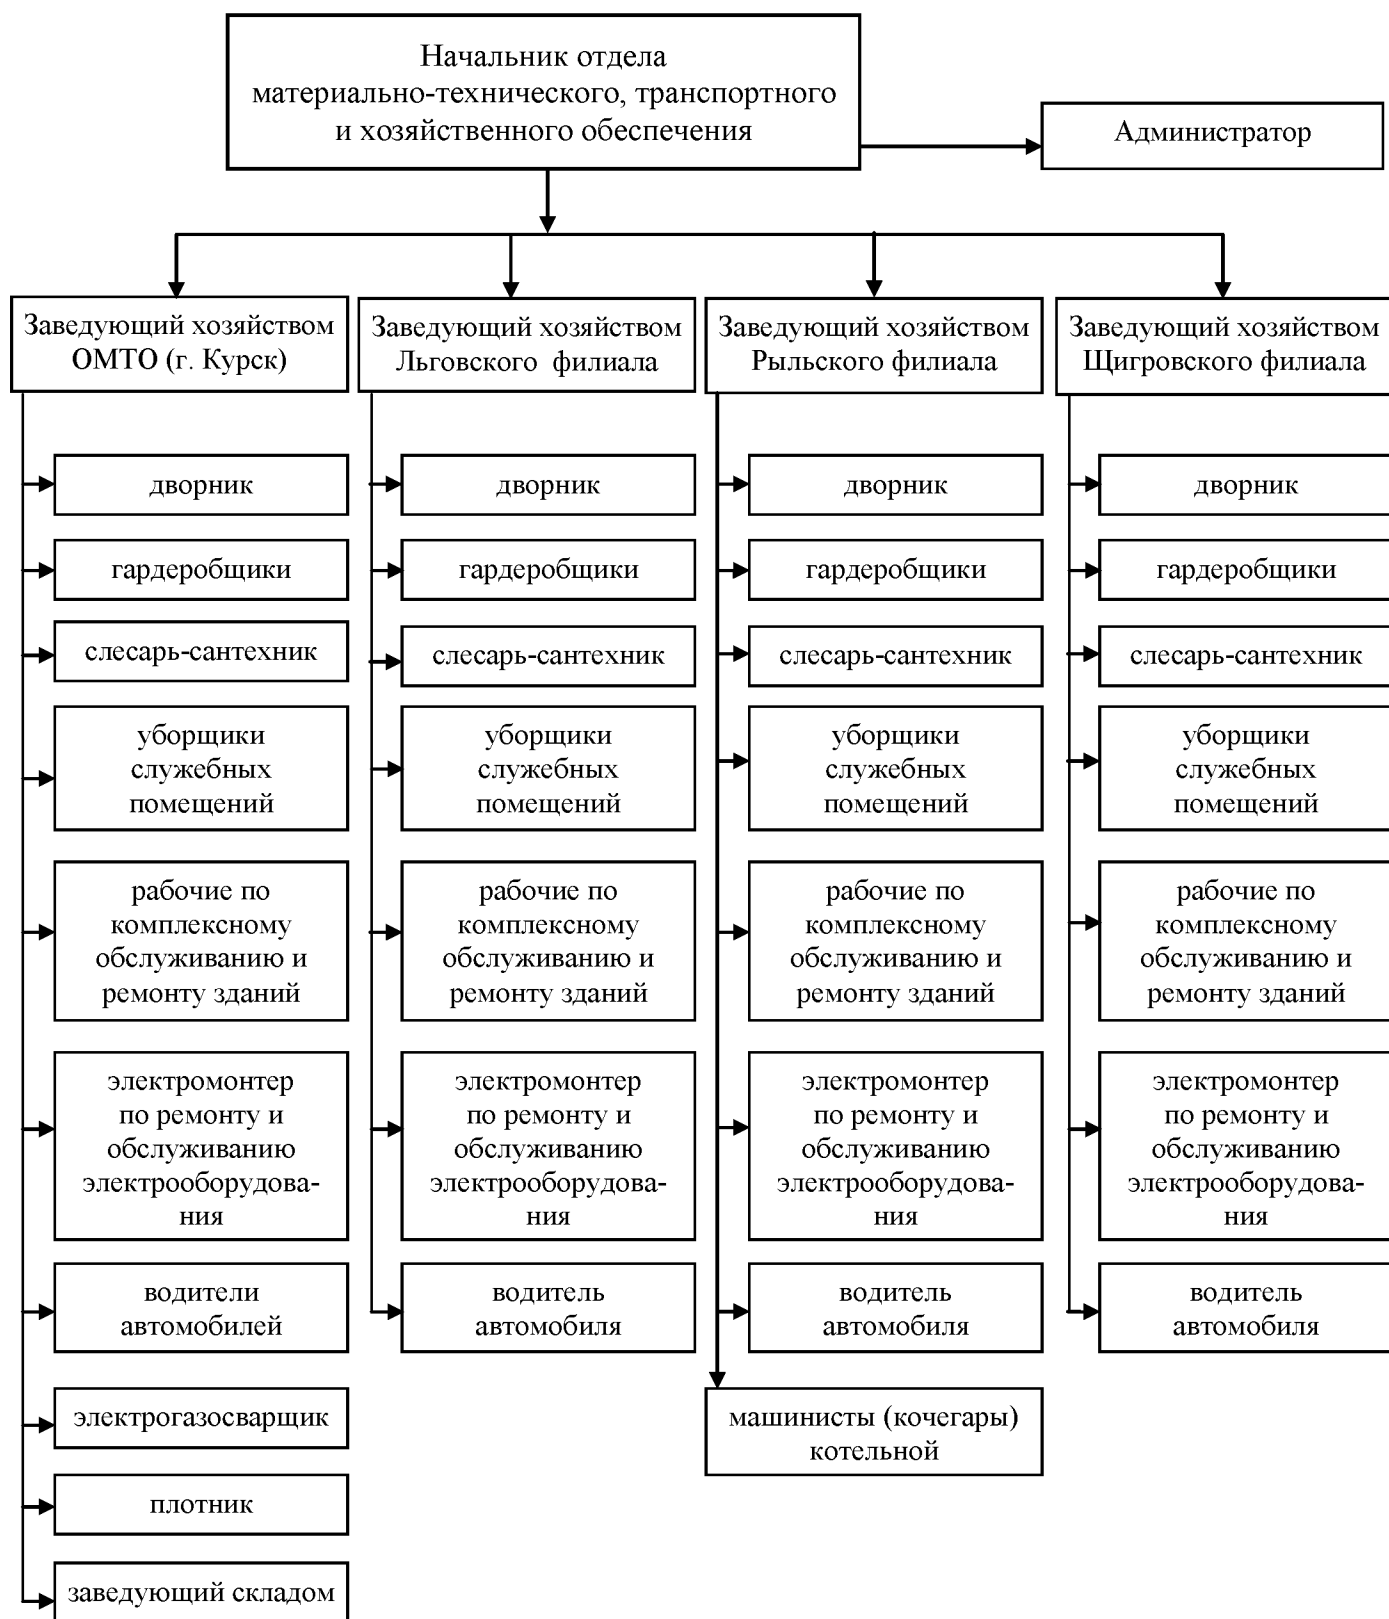 Начальник отдела
материально-технического, транспортного
и хозяйственного обеспечения
Администратор
Заведующий хозяйством
ОМТО (г. Курск)
Заведующий хозяйством
Льговского филиала
Заведующий хозяйством
Рыльского филиала
Заведующий хозяйством
Щигровского филиала
дворник
гардеробщики
слесарь-сантехник
уборщики
служебных
помещений
рабочие по
комплексному
обслуживанию и
ремонту зданий
электромонтер
по ремонту и
обслуживанию
электрооборудова-
ния
водители
автомобилей
электрогазосварщик
плотник
заведующий складом
дворник
гардеробщики
слесарь-сантехник
уборщики
служебных
помещений
рабочие по
комплексному
обслуживанию и
ремонту зданий
электромонтер
по ремонту и
обслуживанию
электрооборудова-
ния
водитель
автомобиля
дворник
гардеробщики
слесарь-сантехник
уборщики
служебных
помещений
рабочие по
комплексному
обслуживанию и
ремонту зданий
электромонтер
по ремонту и
обслуживанию
электрооборудова-
ния
водитель
автомобиля
машинисты (кочегары)
котельной
дворник
гардеробщики
слесарь-сантехник
уборщики
служебных
помещений
рабочие по
комплексному
обслуживанию и
ремонту зданий
электромонтер
по ремонту и
обслуживанию
электрооборудова-
ния
водитель
автомобиля